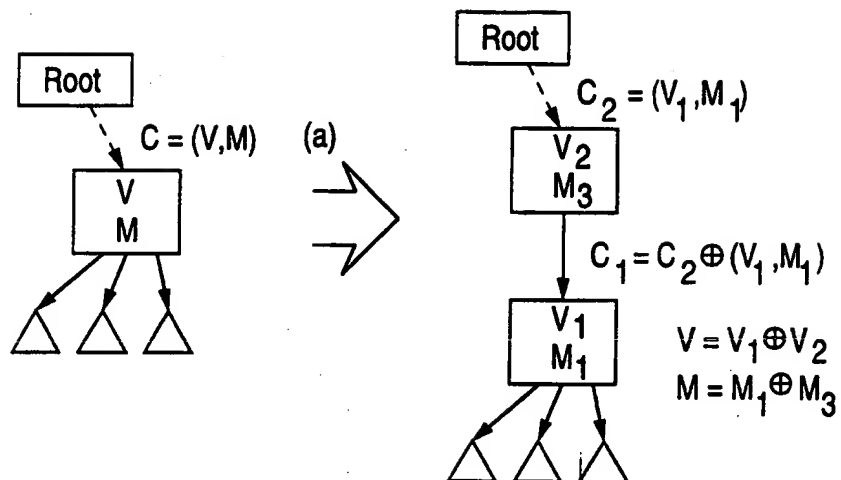 Root
C = (V,M)
V
M
(a)
Root
C₂ = (V₁,M₁)
V₂
M₃
C₁ = C₂ ⊕ (V₁,M₁)
V₁
M₁
V = V₁⊕V₂
M = M₁⊕M₃